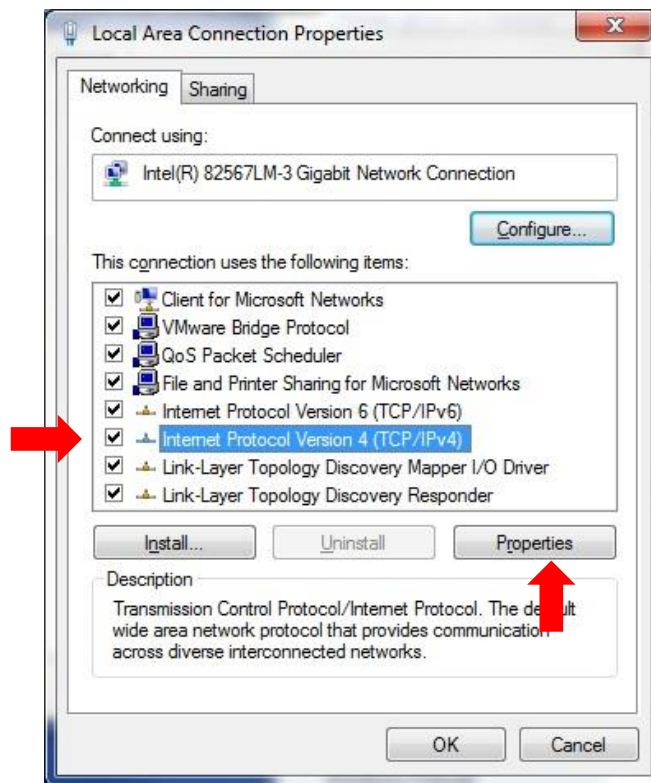 Local Area Connection Properties
Networking
Sharing
Connect using:
Intel(R) 82567LM-3 Gigabit Network Connection
Configure...
This connection uses the following items:
Client for Microsoft Networks
VMware Bridge Protocol
QoS Packet Scheduler
File and Printer Sharing for Microsoft Networks
Internet Protocol Version 6 (TCP/IPv6)
Internet Protocol Version 4 (TCP/IPv4)
Link-Layer Topology Discovery Mapper I/O Driver
Link-Layer Topology Discovery Responder
Install...
Uninstall
Properties
Description
Transmission Control Protocol/Internet Protocol. The default
wide area network protocol that provides communication
across diverse interconnected networks.
OK
Cancel